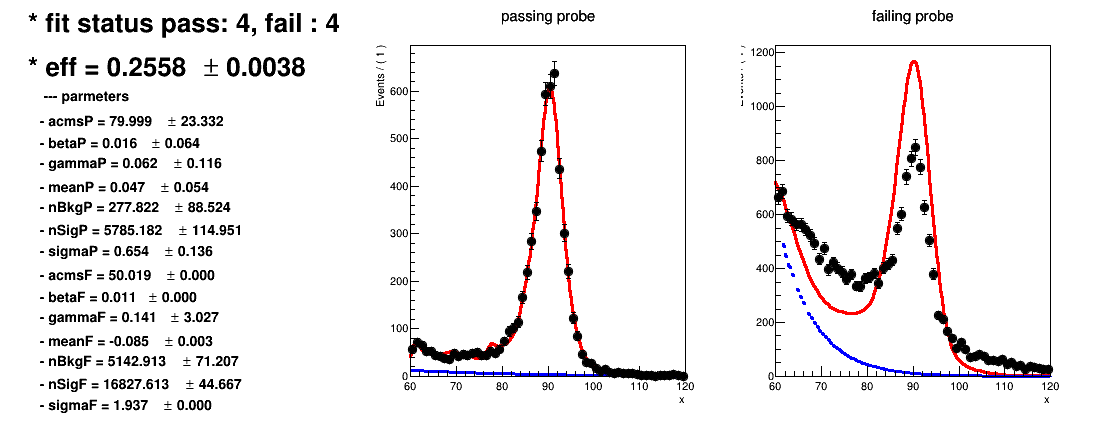 * fit status pass: 4, fail : 4
* eff = 0.2558 ± 0.0038
--- parmeters
- acmsP = 79.999 ± 23.332
- betaP = 0.016 ± 0.064
- gammaP = 0.062 ± 0.116
- meanP = 0.047 ± 0.054
- nBkgP = 277.822 ± 88.524
- nSigP = 5785.182 ± 114.951
- sigmaP = 0.654 ± 0.136
- acmsF = 50.019 ± 0.000
- betaF = 0.011 ± 0.000
- gammaF = 0.141 ± 3.027
- meanF = -0.085 ± 0.003
- nBkgF = 5142.913 ± 71.207
- nSigF = 16827.613 ± 44.667
- sigmaF = 1.937 ± 0.000
passing probe
Events / ( 1 )
600
500
400
300
200
100
0
60 70 80 90 100 110 120
x
failing probe
Events / ( 1 )
1200
1000
800
600
400
200
0
60 70 80 90 100 110 120
x